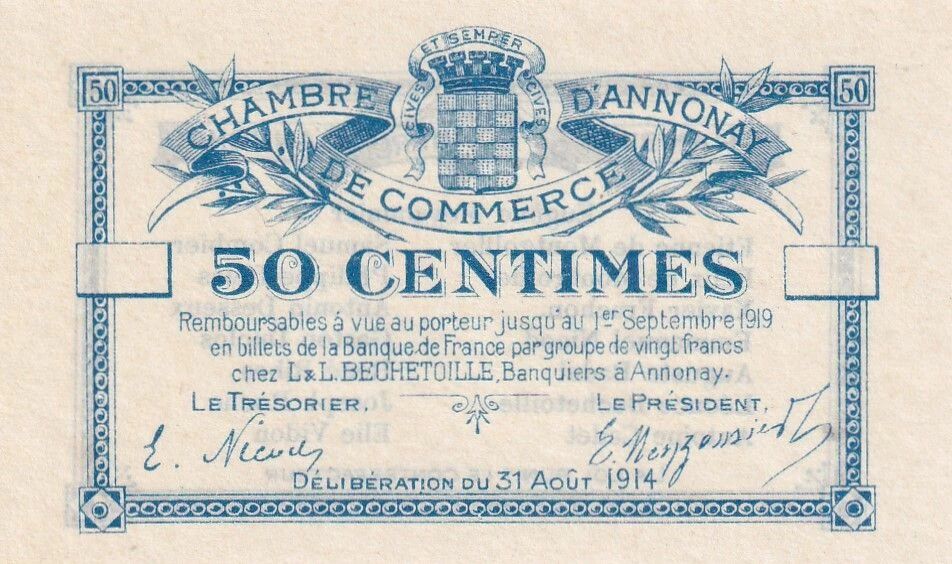 ET SEMPER
CIVES CIVES
50 50
CHAMBRE D'ANNONAY
DE COMMERCE
50 CENTIMES
Remboursables à vue au porteur jusqu'au 1er Septembre 1919
en billets de la Banque de France par groupe de vingt francs
chez L & L. BECHETOILLE, Banquiers à Annonay.
LE TRÉSORIER LE PRÉSIDENT,
DÉLIBÉRATION DU 31 AOÛT 1914